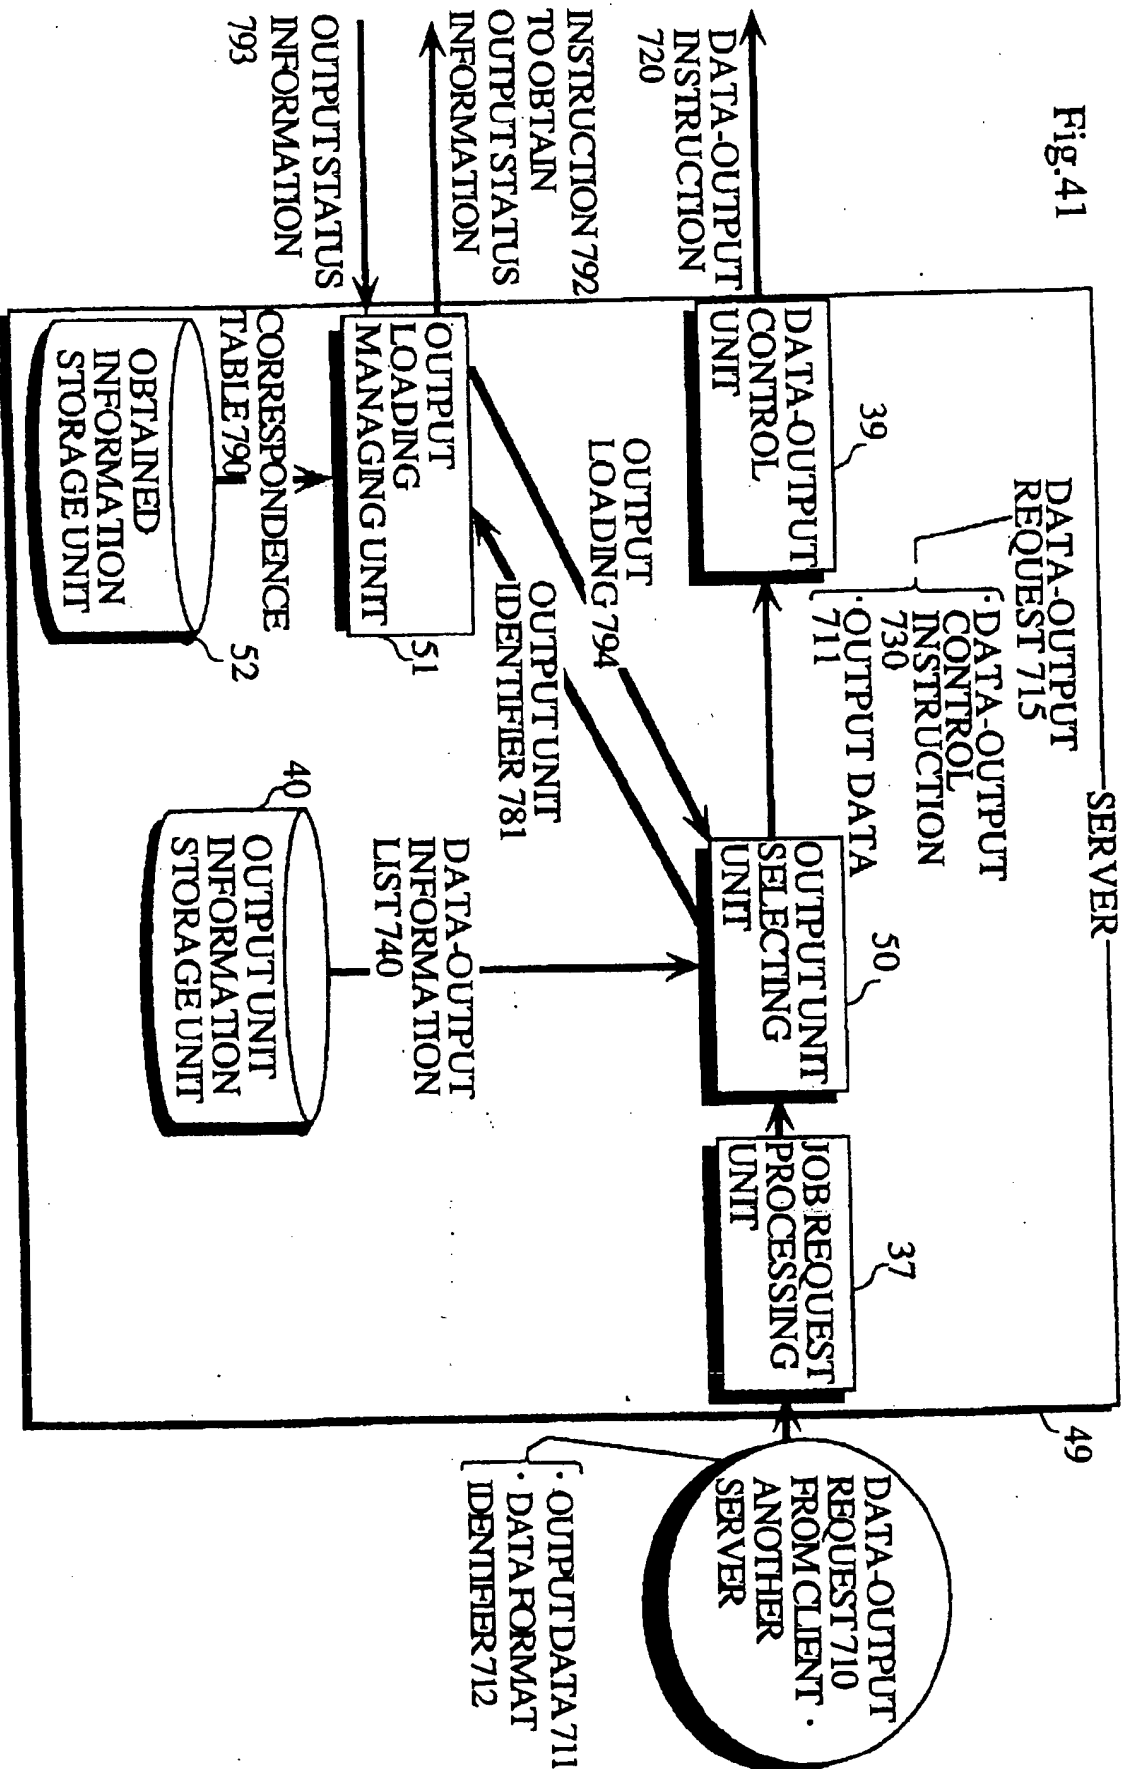 Fig.41
SERVER
49
DATA-OUTPUT
REQUEST 715
· DATA-OUTPUT
CONTROL
INSTRUCTION
730
· OUTPUT DATA
711
39
DATA-OUTPUT
CONTROL
UNIT
50
OUTPUT UNIT
SELECTING
UNIT
37
JOB REQUEST
PROCESSING
UNIT
DATA-OUTPUT
REQUEST 710
FROM CLIENT ·
ANOTHER
SERVER
· OUTPUT DATA 711
· DATA FORMAT
IDENTIFIER 712
DATA-OUTPUT
INSTRUCTION
720
INSTRUCTION 792
TO OBTAIN
OUTPUT STATUS
INFORMATION
OUTPUT STATUS
INFORMATION
793
OUTPUT
LOADING 794
OUTPUT UNIT
IDENTIFIER 781
OUTPUT
LOADING
MANAGING UNIT
51
DATA-OUTPUT
INFORMATION
LIST 740
CORRESPONDENCE
TABLE 790
OBTAINED
INFORMATION
STORAGE UNIT
52
40
OUTPUT UNIT
INFORMATION
STORAGE UNIT